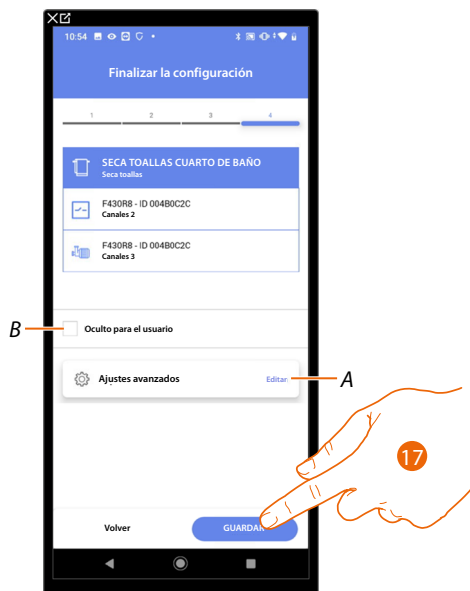 10:54
Finalizar la configuración
1 2 3 4
SECA TOALLAS CUARTO DE BAÑO
Seca toallas
F430R8 - ID 004B0C2C
Canales 2
F430R8 - ID 004B0C2C
Canales 3
B
Oculto para el usuario
Ajustes avanzados
Editar
A
17
Volver
GUARDAR